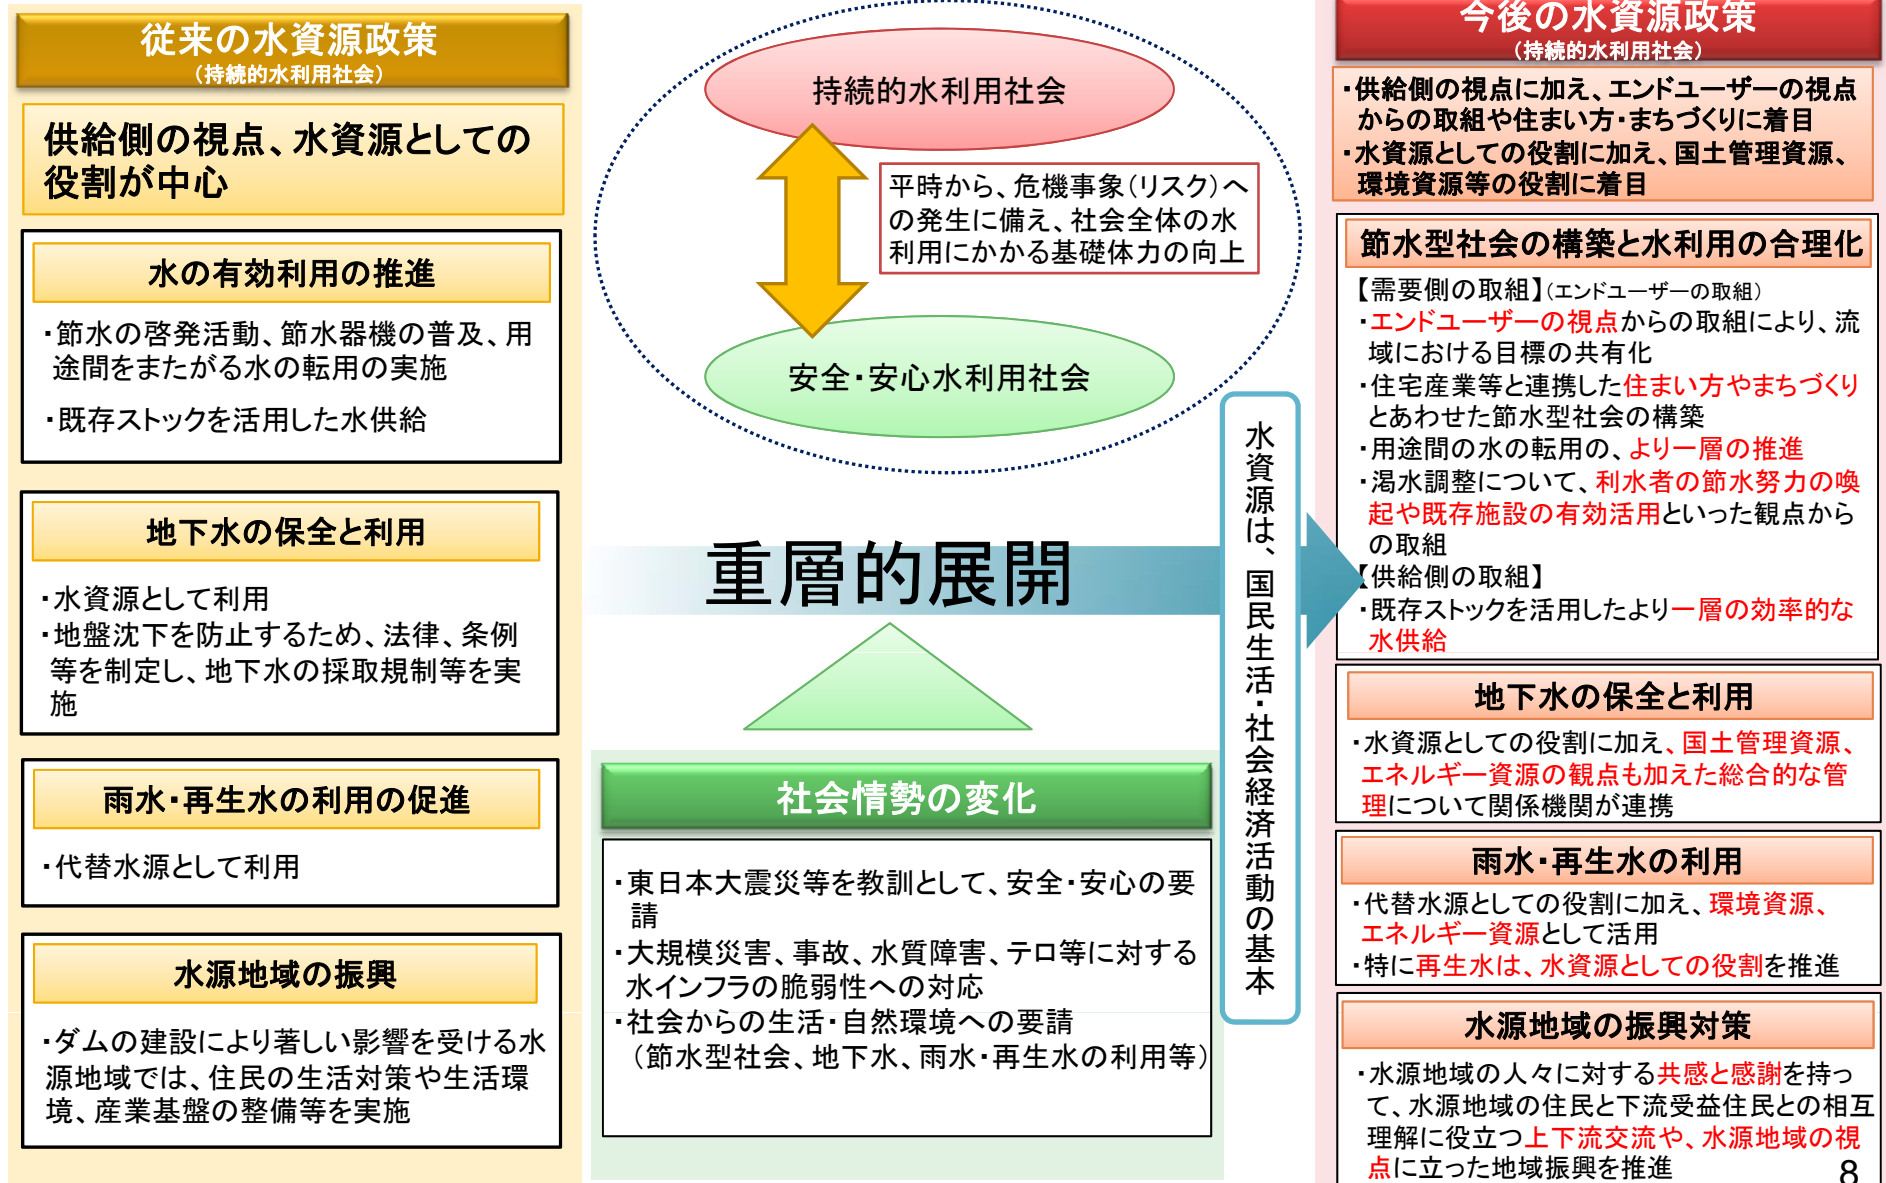 従来の水資源政策
(持続的水利用社会)
供給側の視点、水資源としての
役割が中心
水の有効利用の推進
・節水の啓発活動、節水器機の普及、用
途間をまたがる水の転用の実施
・既存ストックを活用した水供給
地下水の保全と利用
・水資源として利用
・地盤沈下を防止するため、法律、条例
等を制定し、地下水の採取規制等を実
施
雨水・再生水の利用の促進
・代替水源として利用
水源地域の振興
・ダムの建設により著しい影響を受ける水
源地域では、住民の生活対策や生活環
境、産業基盤の整備等を実施
持続的水利用社会
平時から、危機事象(リスク)へ
の発生に備え、社会全体の水
利用にかかる基礎体力の向上
安全・安心水利用社会
重層的展開
社会情勢の変化
・東日本大震災等を教訓として、安全・安心の要
請
・大規模災害、事故、水質障害、テロ等に対する
水インフラの脆弱性への対応
・社会からの生活・自然環境への要請
(節水型社会、地下水、雨水・再生水の利用等)
水資源は、国民生活・社会経済活動の基本
今後の水資源政策
(持続的水利用社会)
・供給側の視点に加え、エンドユーザーの視点
からの取組や住まい方・まちづくりに着目
・水資源としての役割に加え、国土管理資源、
環境資源等の役割に着目
節水型社会の構築と水利用の合理化
【需要側の取組】(エンドユーザーの取組)
・エンドユーザーの視点からの取組により、流
域における目標の共有化
・住宅産業等と連携した住まい方やまちづくり
とあわせた節水型社会の構築
・用途間の水の転用の、より一層の推進
・渇水調整について、利水者の節水努力の喚
起や既存施設の有効活用といった観点から
の取組
【供給側の取組】
・既存ストックを活用したより一層の効率的な
水供給
地下水の保全と利用
・水資源としての役割に加え、国土管理資源、
エネルギー資源の観点も加えた総合的な管
理について関係機関が連携
雨水・再生水の利用
・代替水源としての役割に加え、環境資源、
エネルギー資源として活用
・特に再生水は、水資源としての役割を推進
水源地域の振興対策
・水源地域の人々に対する共感と感謝を持っ
て、水源地域の住民と下流受益住民との相互
理解に役立つ上下流交流や、水源地域の視
点に立った地域振興を推進
8